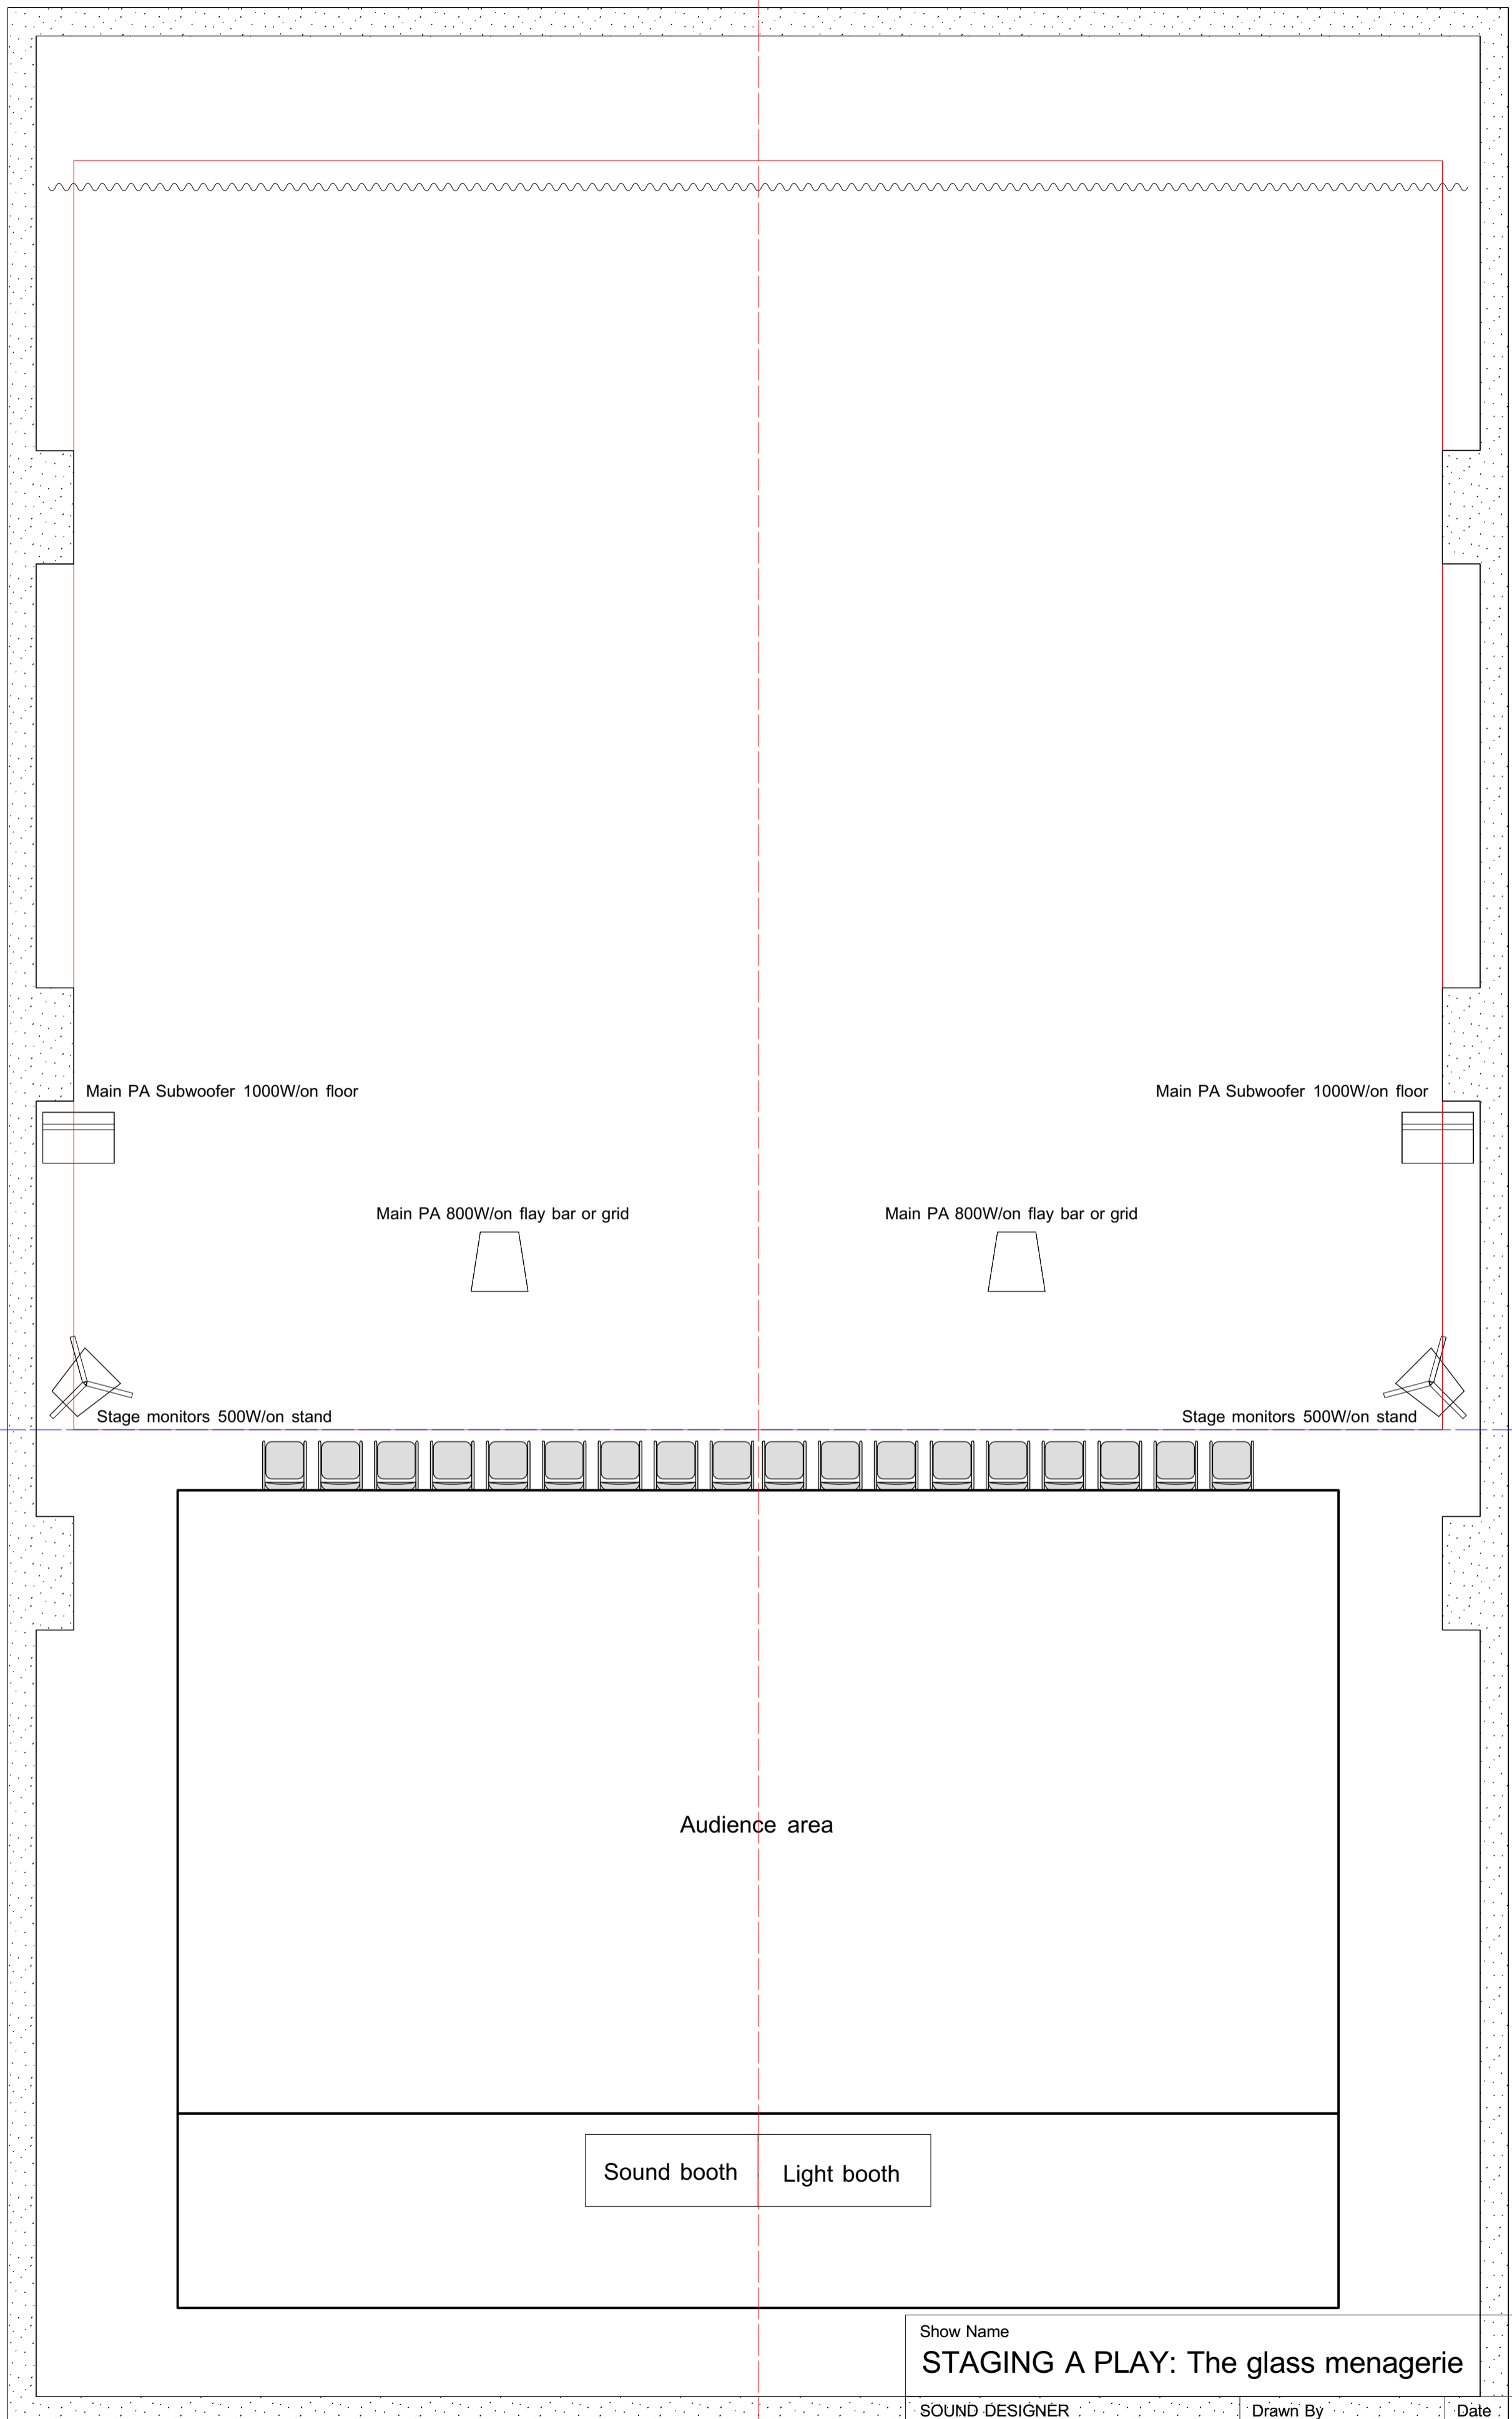 Main PA Subwoofer 1000W/on floor
Main PA Subwoofer 1000W/on floor
Main PA 800W/on flay bar or grid
Main PA 800W/on flay bar or grid
Stage monitors 500W/on stand
Stage monitors 500W/on stand
Audience area
Sound booth
Light booth
Show Name
STAGING A PLAY: The glass menagerie
SOUND DESIGNER
Drawn By
Date